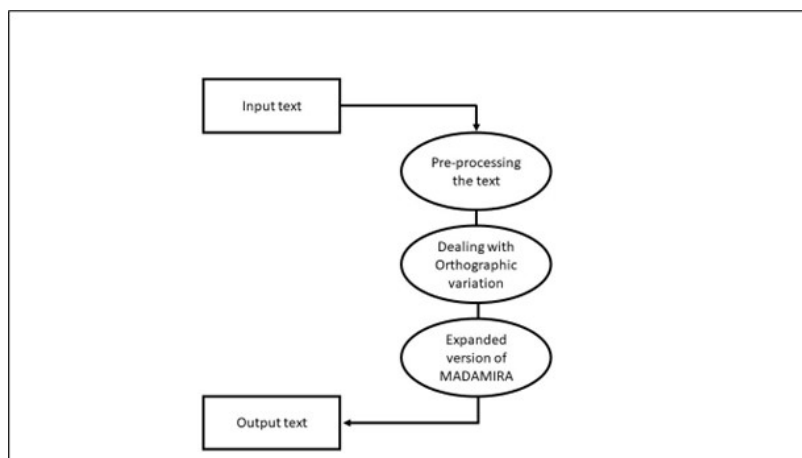 Input text
Pre-processing
the text
Dealing with
Orthographic
variation
Expanded
version of
MADAMIRA
Output text